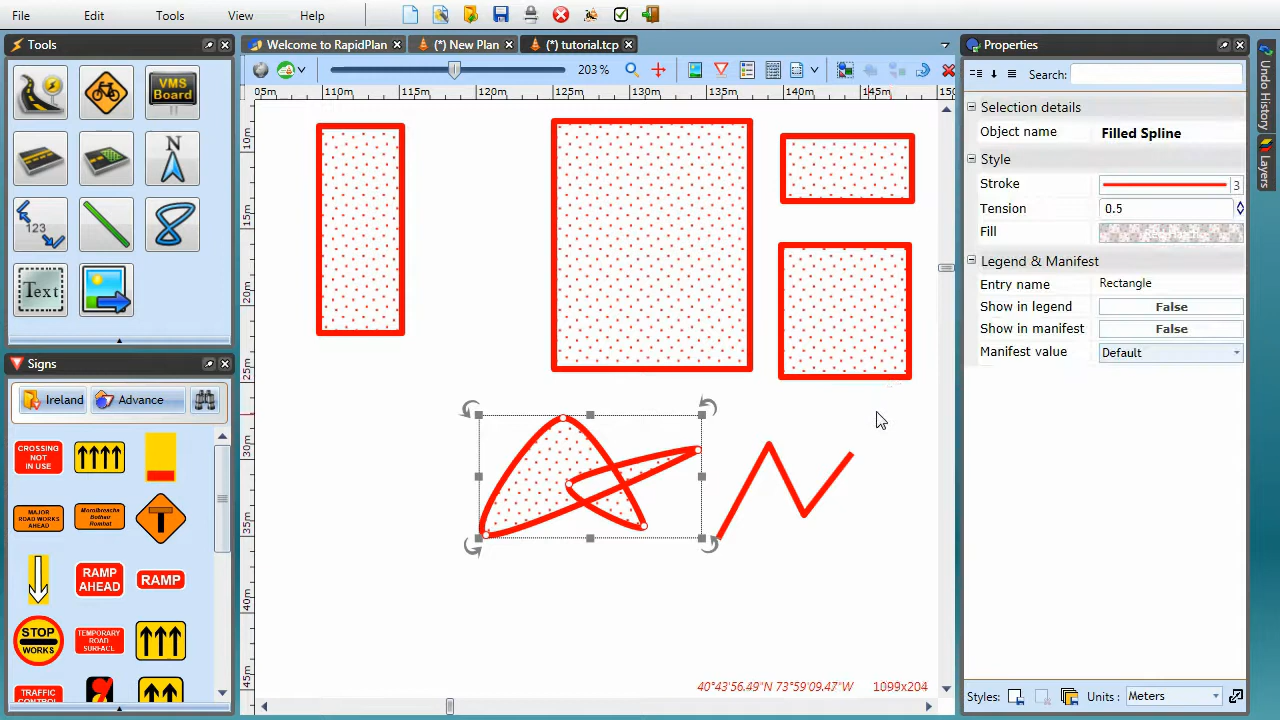 File Edit Tools View Help
Tools
VMS Board
N
123
Text
Signs
Ireland Advance
CROSSING NOT IN USE
MAJOR ROAD WORKS AHEAD
RAMP AHEAD
RAMP
STOP WORKS
TEMPORARY ROAD SURFACE
TRAFFIC CONTROL
Welcome to RapidPlan (*) New Plan (*) tutorial.tcp
203 %
05m 110m 115m 120m 125m 130m 135m 140m 145m 150
10m
15m
20m
25m
30m
35m
40m
45m
40°43'56.49"N 73°59'09.47"W 1099x204
Properties
Search:
Selection details
Object name Filled Spline
Style
Stroke 3
Tension 0.5
Fill
Legend & Manifest
Entry name Rectangle
Show in legend False
Show in manifest False
Manifest value Default
Styles: Units : Meters
Undo History
Layers